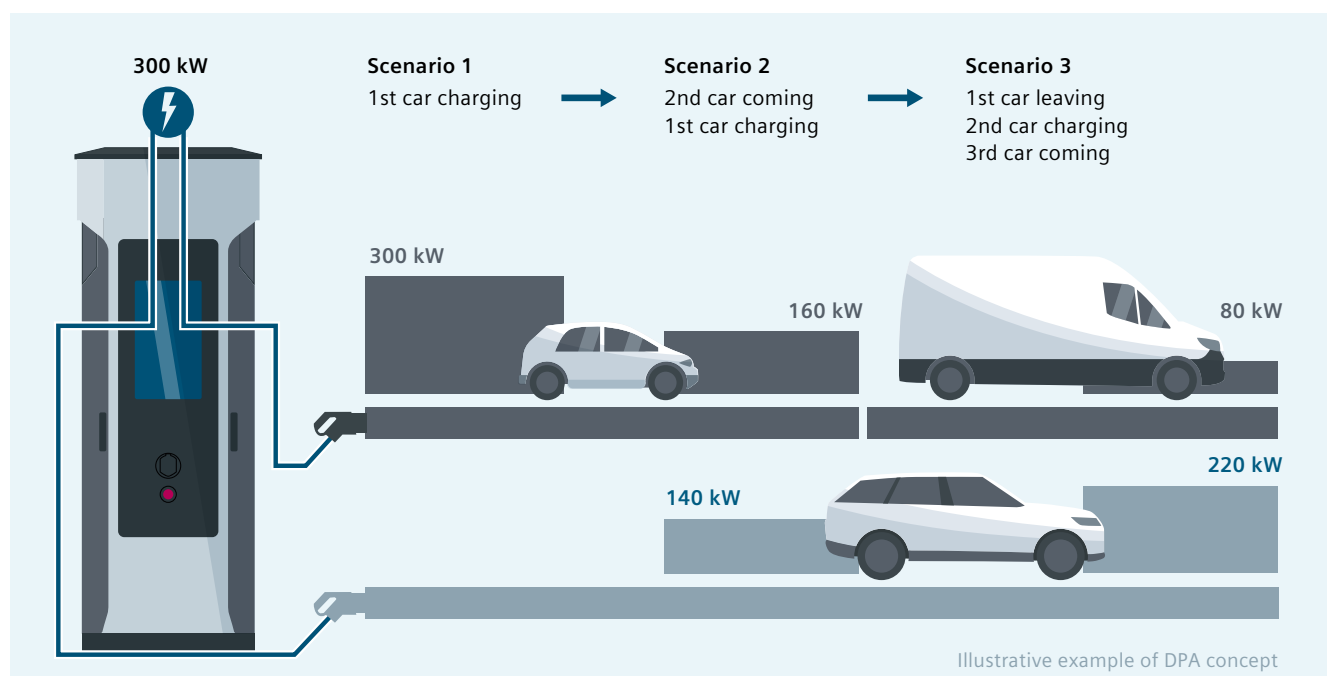 300 kW
Scenario 1
1st car charging
Scenario 2
2nd car coming
1st car charging
Scenario 3
1st car leaving
2nd car charging
3rd car coming
300 kW
160 kW
80 kW
140 kW
220 kW
Illustrative example of DPA concept